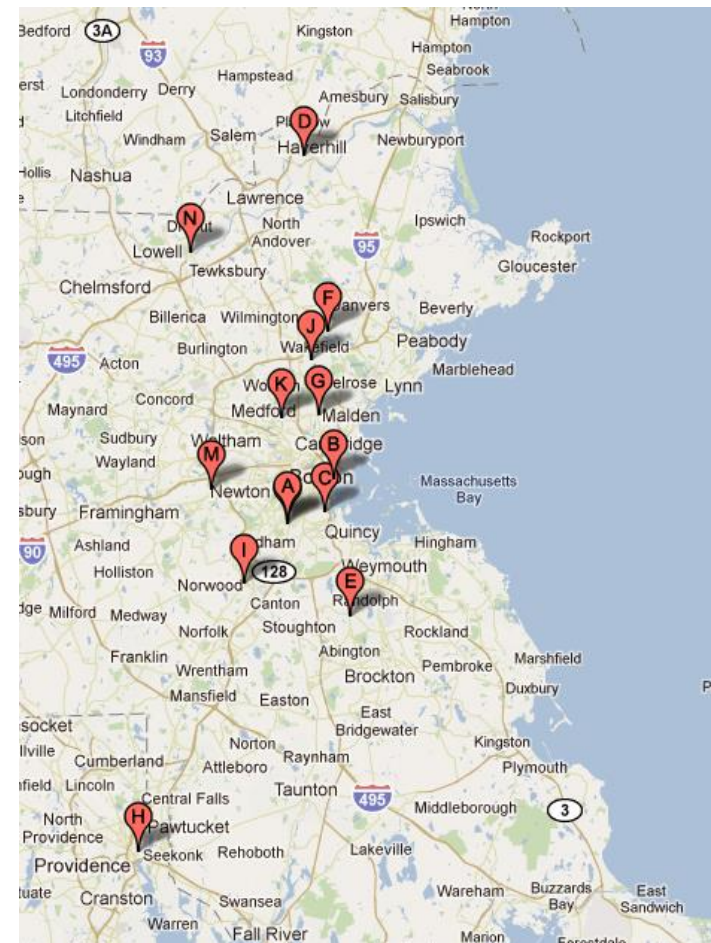 North
Hampton
Bedford
3A
Kingston
93
Hampton
Seabrook
Hampstead
Londonderry
Derry
Amesbury
Salisbury
Litchfield
D
Windham
Salem
Haverhill
Newburyport
Nashua
Lawrence
N
North
Andover
Ipswich
Rockport
Lowell
95
Gloucester
Tewksbury
Chelmsford
F
Danvers
Beverly
Billerica
Wilmington
J
Burlington
Wakefield
Peabody
495
Acton
Marblehead
K
G
Lynn
Concord
Maynard
Medford
Malden
Sudbury
Waltham
Cambridge
B
M
Wayland
Boston
Newton
A
C
Massachusetts
Bay
Framingham
Quincy
Hingham
90
Ashland
I
128
Weymouth
Holliston
Norwood
E
Canton
Randolph
Milford
Medway
Norfolk
Stoughton
Rockland
Abington
Franklin
Wrentham
Pembroke
Marshfield
Brockton
Mansfield
Easton
Duxbury
East
Bridgewater
Norton
Kingston
Cumberland
Attleboro
Raynham
Plymouth
Lincoln
Taunton
495
Central Falls
Middleborough
3
North
Providence
H
Pawtucket
Providence
Seekonk
Rehoboth
Lakeville
Cranston
Swansea
Wareham
Buzzards
Bay
East
Sandwich
Warren
Fall River
Marion
Forestdale